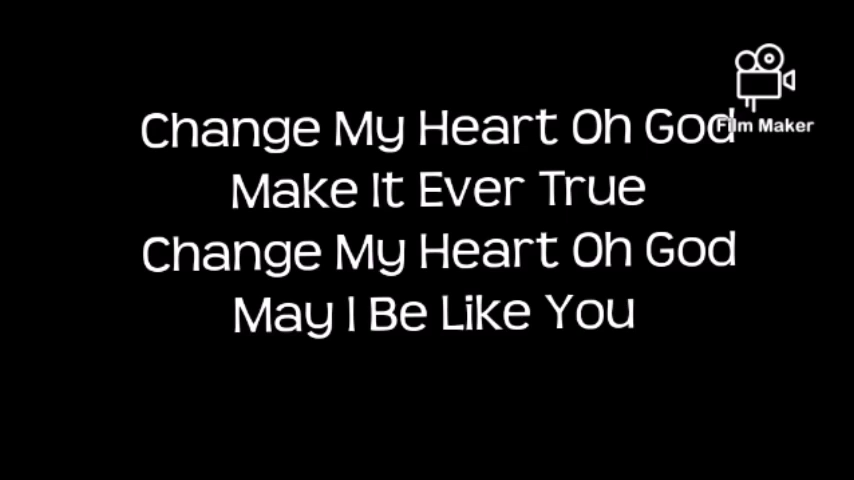 Change My Heart Oh God
Film Maker
Make It Ever True
Change My Heart Oh God
May I Be Like You